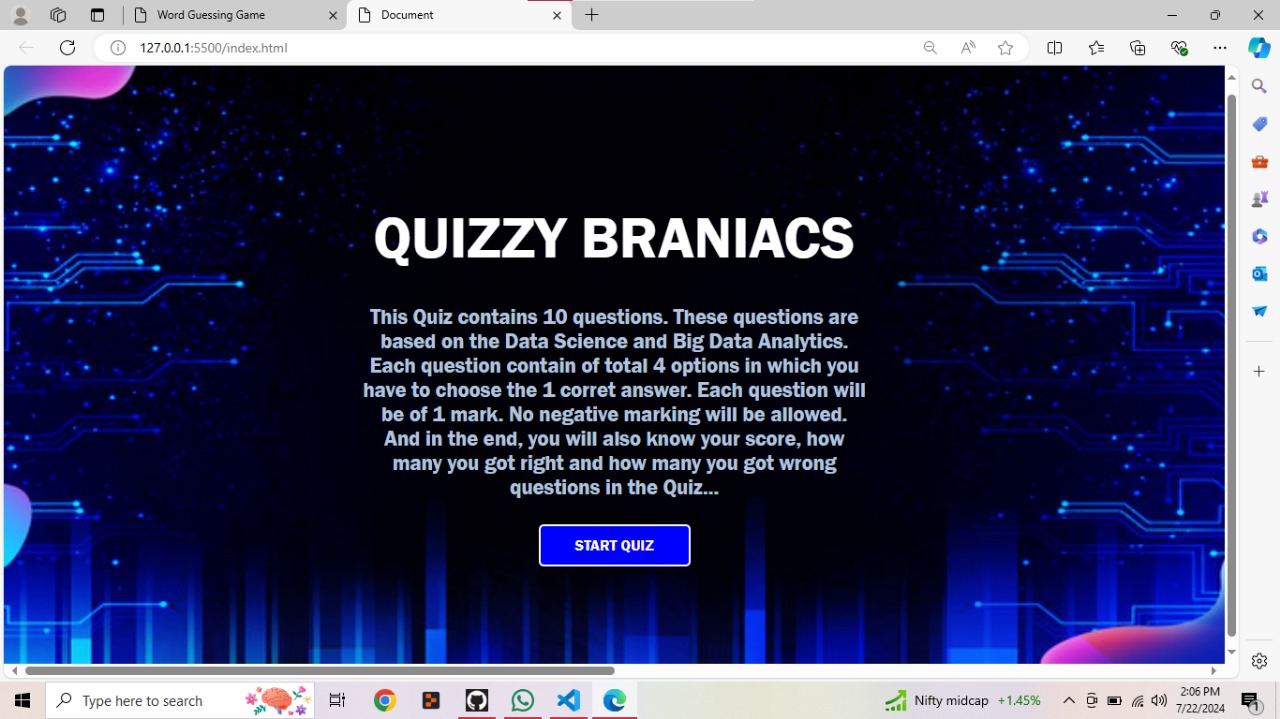 Word Guessing Game
Document
127.0.0.1:5500/index.html
QUIZZY BRANIACS
This Quiz contains 10 questions. These questions are
based on the Data Science and Big Data Analytics.
Each question contain of total 4 options in which you
have to choose the 1 corret answer. Each question will
be of 1 mark. No negative marking will be allowed.
And in the end, you will also know your score, how
many you got right and how many you got wrong
questions in the Quiz...
START QUIZ
Type here to search
Nifty midcap +1.45%
2:06 PM
7/22/2024
1